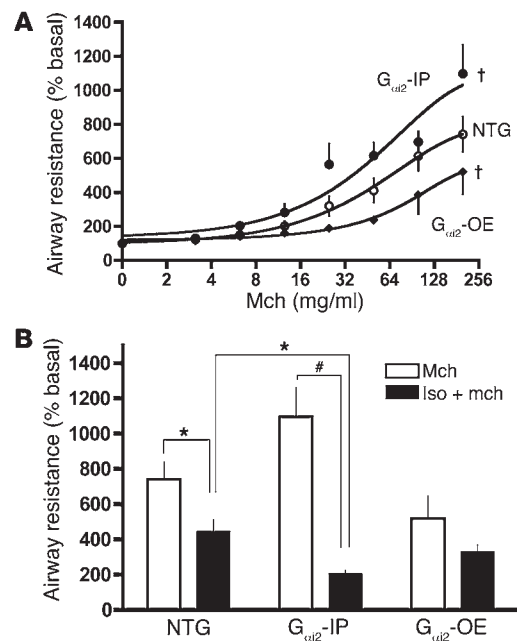 A
Airway resistance (% basal)
1400
1200
1000
800
600
400
200
0
Gαi2-IP
†
NTG
†
Gαi2-OE
0 2 4 8 16 32 64 128 256
Mch (mg/ml)
B
Airway resistance (% basal)
1400
1200
1000
800
600
400
200
0
*
*
#
Mch
Iso + mch
NTG Gαi2-IP Gαi2-OE